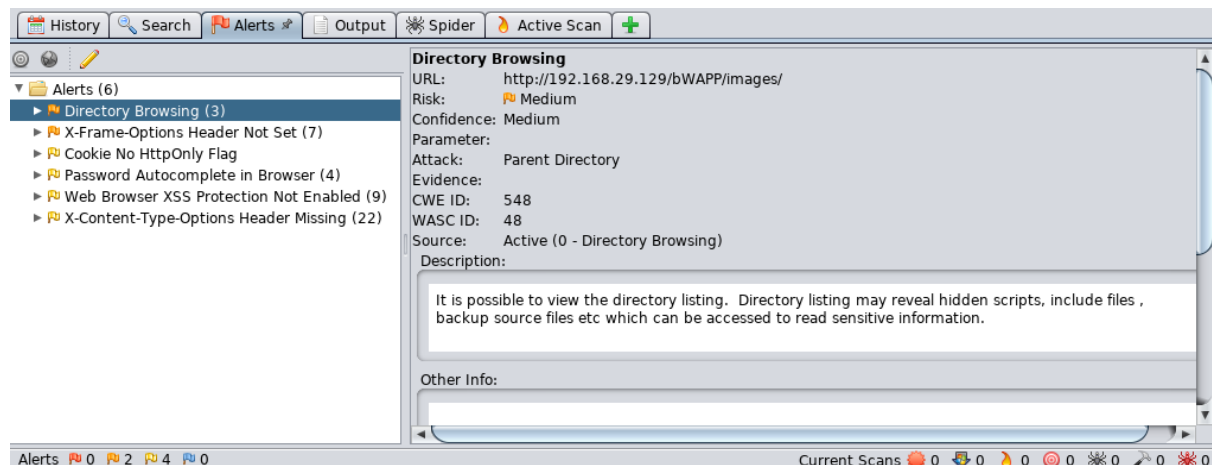 History Search Alerts Output Spider Active Scan
Alerts (6)
Directory Browsing (3)
X-Frame-Options Header Not Set (7)
Cookie No HttpOnly Flag
Password Autocomplete in Browser (4)
Web Browser XSS Protection Not Enabled (9)
X-Content-Type-Options Header Missing (22)
Directory Browsing
URL: http://192.168.29.129/bWAPP/images/
Risk: Medium
Confidence: Medium
Parameter:
Attack: Parent Directory
Evidence:
CWE ID: 548
WASC ID: 48
Source: Active (0 - Directory Browsing)
Description:
It is possible to view the directory listing.  Directory listing may reveal hidden scripts, include files ,
backup source files etc which can be accessed to read sensitive information.
Other Info:
Alerts 0 2 4 0 Current Scans 0 0 0 0 0 0 0